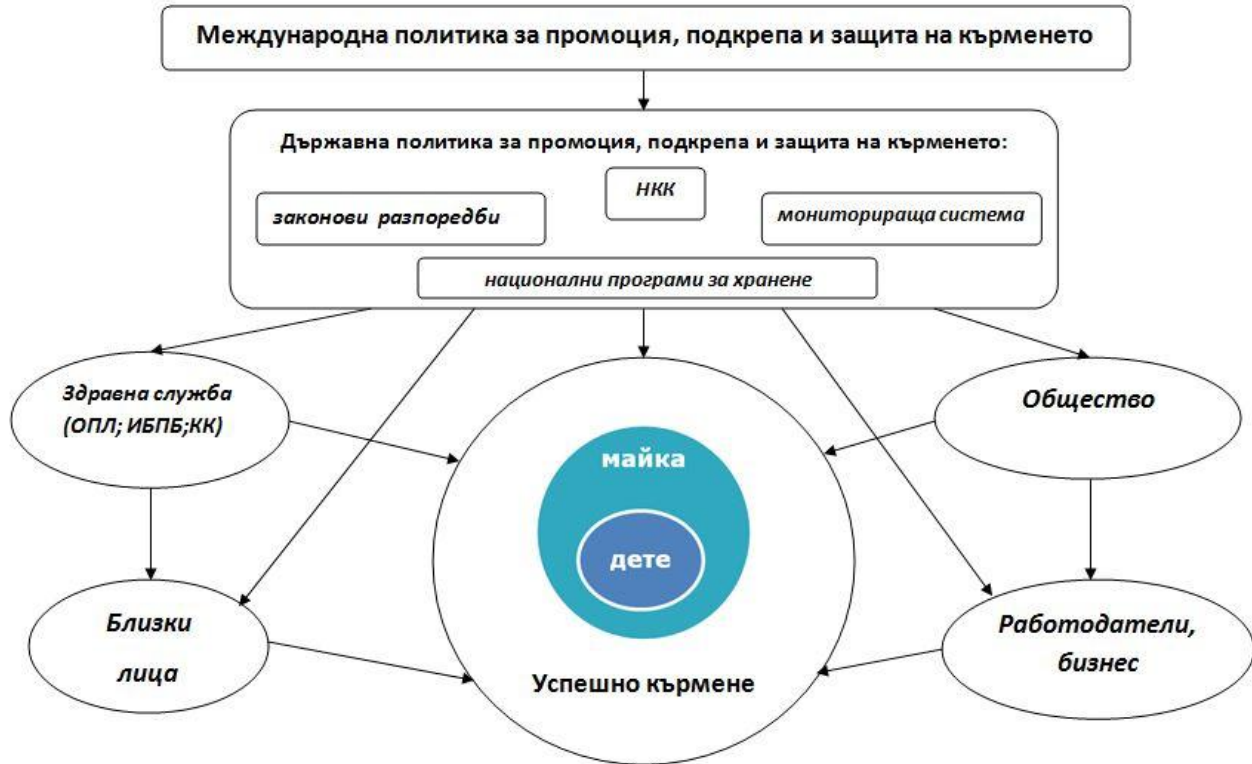 Международна политика за промоция, подкрепа и защита на кърменето
Държавна политика за промоция, подкрепа и защита на кърменето:
НКК
законови разпоредби
мониторираща система
национални програми за хранене
Здравна служба
(ОПЛ; ИБПБ;КК)
Общество
майка
дете
Близки
лица
Работодатели,
бизнес
Успешно кърмене